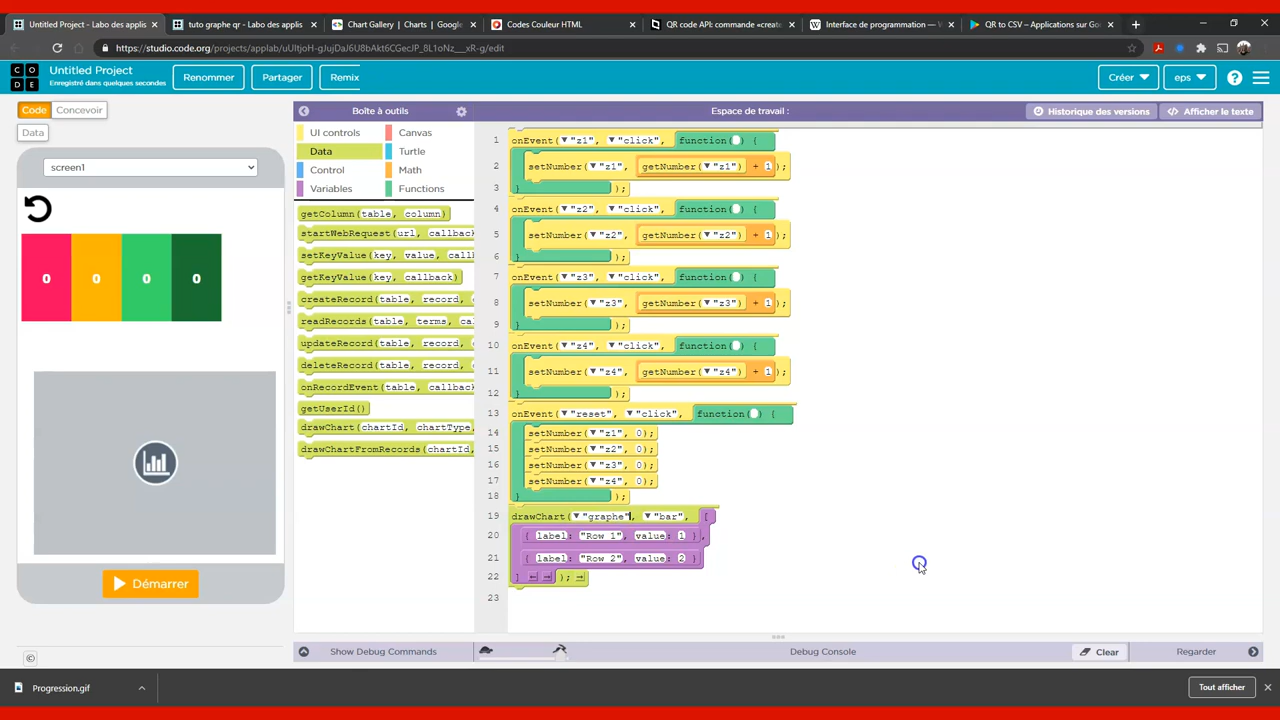 Untitled Project - Labo des applis
tuto graphe qr - Labo des applis
Chart Gallery | Charts | Google
Codes Couleur HTML
QR code API: commande «create
Interface de programmation —
QR to CSV – Applications sur Goo
https://studio.code.org/projects/applab/uUltjoH-gJujDaJ6U8bAkt6CGecJP_8L1oNz__xR-g/edit
CODE
Untitled Project
Enregistré dans quelques secondes
Renommer
Partager
Remix
Créer
eps
Code
Concevoir
Data
Boîte à outils
Espace de travail :
Historique des versions
Afficher le texte
screen1
0 0 0 0
Démarrer
UI controls
Canvas
Data
Turtle
Control
Math
Variables
Functions
getColumn(table, column)
startWebRequest(url, callback
setKeyValue(key, value, call
getKeyValue(key, callback)
createRecord(table, record,
readRecords(table, terms, cal
updateRecord(table, record,
deleteRecord(table, record,
onRecordEvent(table, callback
getUserId()
drawChart(chartId, chartType,
drawChartFromRecords(chartId,
1 onEvent("z1", "click", function() {
2 setNumber("z1", getNumber("z1") + 1);
3 });
4 onEvent("z2", "click", function() {
5 setNumber("z2", getNumber("z2") + 1);
6 });
7 onEvent("z3", "click", function() {
8 setNumber("z3", getNumber("z3") + 1);
9 });
10 onEvent("z4", "click", function() {
11 setNumber("z4", getNumber("z4") + 1);
12 });
13 onEvent("reset", "click", function() {
14 setNumber("z1", 0);
15 setNumber("z2", 0);
16 setNumber("z3", 0);
17 setNumber("z4", 0);
18 });
19 drawChart("graphe", "bar", [
20 { label: "Row 1", value: 1 },
21 { label: "Row 2", value: 2 }
22 ] );
23
Show Debug Commands
Debug Console
Clear
Regarder
Progression.gif
Tout afficher